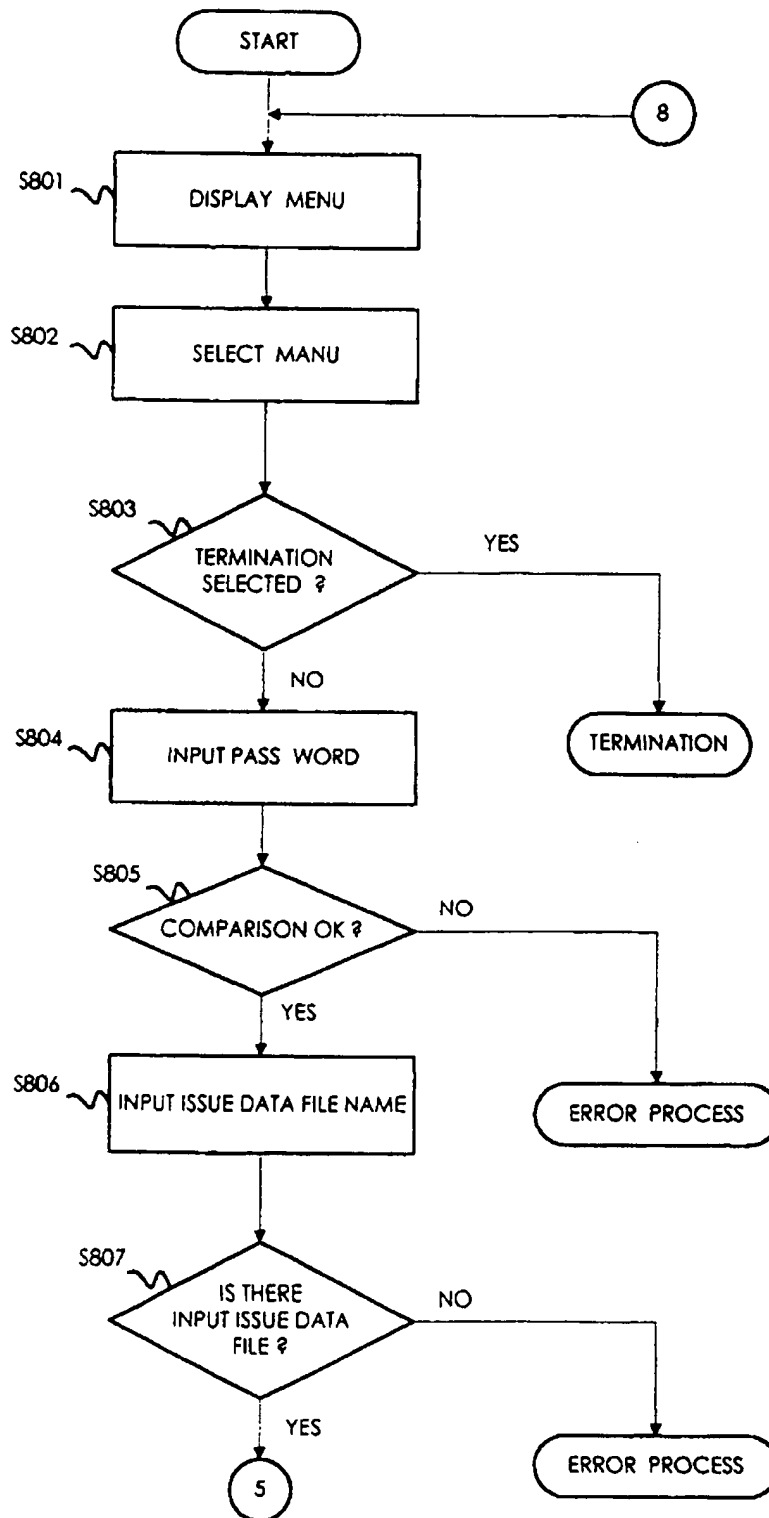 START
8
S801
DISPLAY MENU
S802
SELECT MANU
S803
TERMINATION
SELECTED ?
YES
NO
S804
INPUT PASS WORD
TERMINATION
S805
COMPARISON OK ?
NO
YES
S806
INPUT ISSUE DATA FILE NAME
ERROR PROCESS
S807
IS THERE
INPUT ISSUE DATA
FILE ?
NO
YES
ERROR PROCESS
5